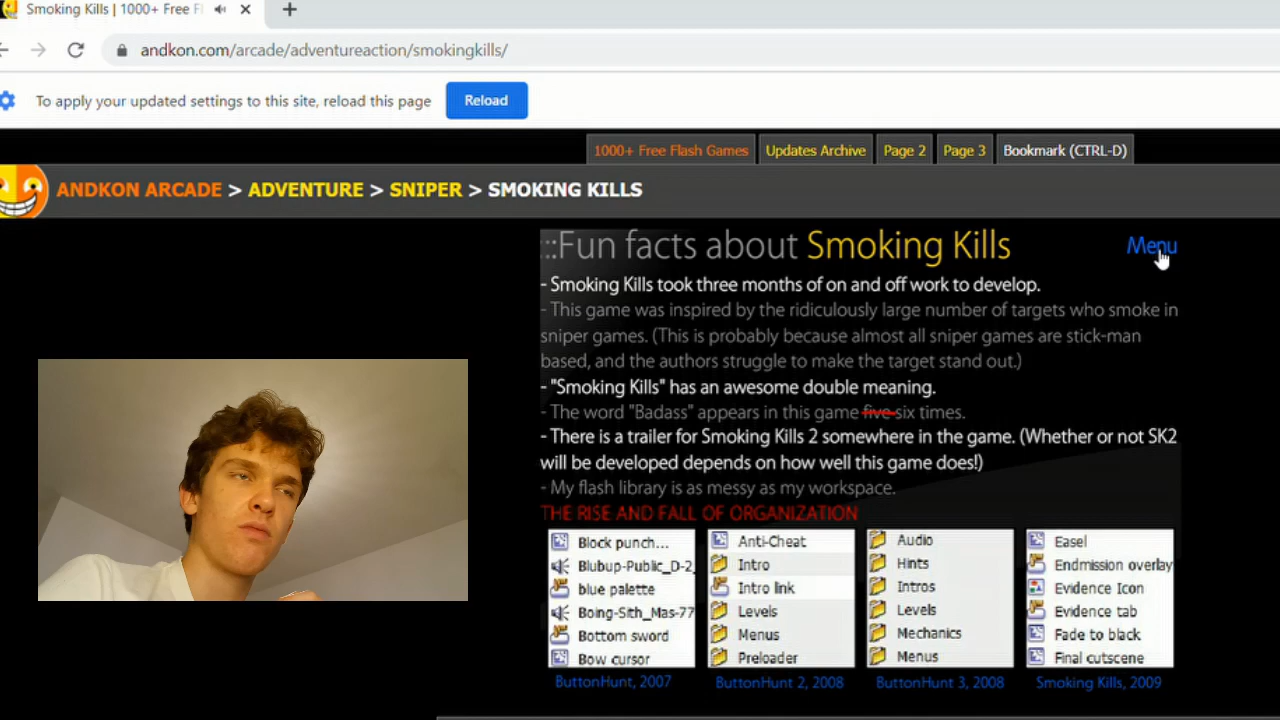 Smoking Kills | 1000+ Free F
andkon.com/arcade/adventureaction/smokingkills/
To apply your updated settings to this site, reload this page
Reload
1000+ Free Flash Games
Updates Archive
Page 2
Page 3
Bookmark (CTRL-D)
ANDKON ARCADE > ADVENTURE > SNIPER > SMOKING KILLS
:::Fun facts about Smoking Kills
Menu
- Smoking Kills took three months of on and off work to develop.
- This game was inspired by the ridiculously large number of targets who smoke in
sniper games. (This is probably because almost all sniper games are stick-man
based, and the authors struggle to make the target stand out.)
- "Smoking Kills" has an awesome double meaning.
- The word "Badass" appears in this game five six times.
- There is a trailer for Smoking Kills 2 somewhere in the game. (Whether or not SK2
will be developed depends on how well this game does!)
- My flash library is as messy as my workspace.
THE RISE AND FALL OF ORGANIZATION
Block punch...
Blubup-Public_D-2_
blue palette
Boing-Sith_Mas-77
Bottom sword
Bow cursor
ButtonHunt, 2007
Anti-Cheat
Intro
Intro link
Levels
Menus
Preloader
ButtonHunt 2, 2008
Audio
Hints
Intros
Levels
Mechanics
Menus
ButtonHunt 3, 2008
Easel
Endmission overlay
Evidence Icon
Evidence tab
Fade to black
Final cutscene
Smoking Kills, 2009